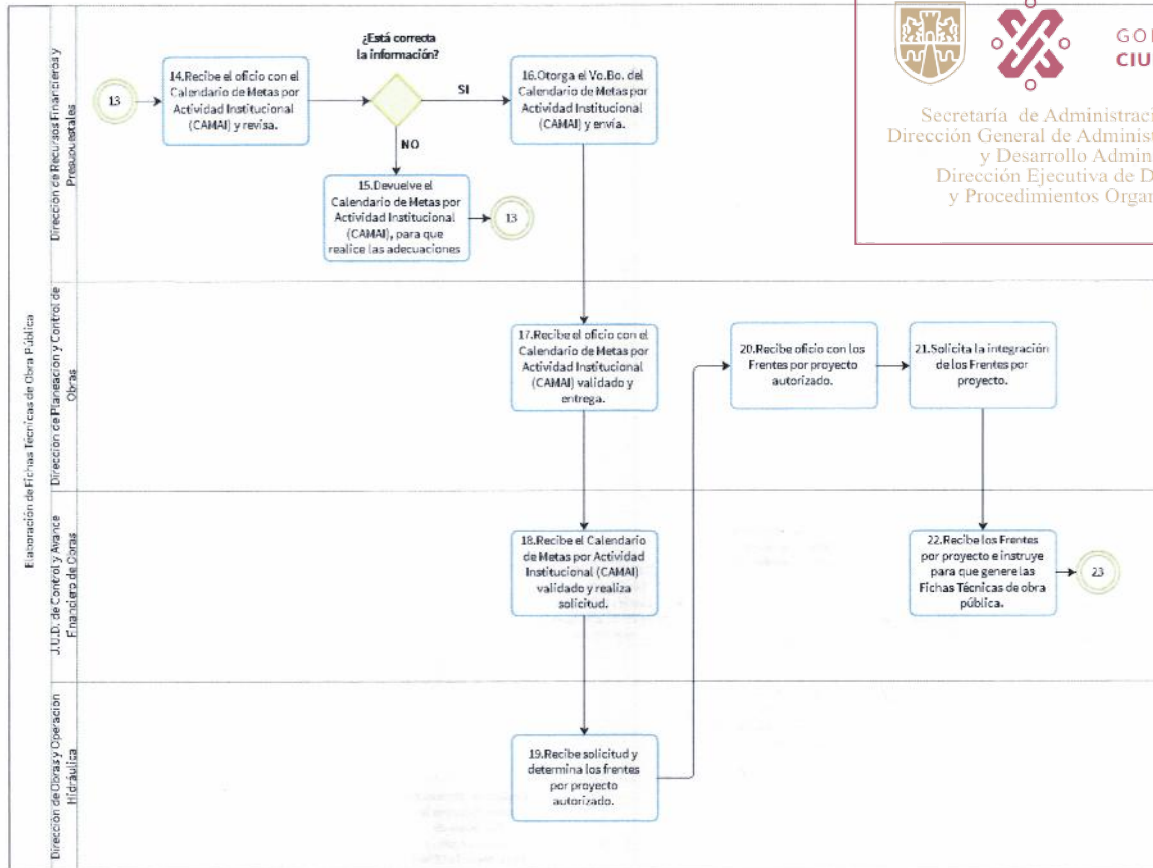 GO
CIU
Secretaría de Administraci
Dirección General de Administ
y Desarrollo Admin
Dirección Ejecutiva de D
y Procedimientos Organ
Elaboración de Fichas Técnicas de Obra Pública
Dirección de Recursos Financieros y
Presupuestales
13
14.Recibe el oficio con el
Calendario de Metas por
Actividad Institucional
(CAMAI) y revisa.
¿Está correcta
la información?
SI
NO
16.Otorga el Vo.Bo. del
Calendario de Metas por
Actividad Institucional
(CAMAI) y envía.
15.Devuelve el
Calendario de Metas por
Actividad Institucional
(CAMAI), para que
realice las adecuaciones
13
Dirección de Planeación y Control de
Obras
17.Recibe el oficio con el
Calendario de Metas por
Actividad Institucional
(CAMAI) validado y
entrega.
20.Recibe oficio con los
Frentes por proyecto
autorizado.
21.Solicita la integración
de los Frentes por
proyecto.
J.U.D. de Control y Avance
Financiero de Obras
18.Recibe el Calendario
de Metas por Actividad
Institucional (CAMAI)
validado y realiza
solicitud.
22.Recibe los Frentes
por proyecto e instruye
para que genere las
Fichas Técnicas de obra
pública.
23
Dirección de Obras y Operación
Hidráulica
19.Recibe solicitud y
determina los frentes
por proyecto
autorizado.